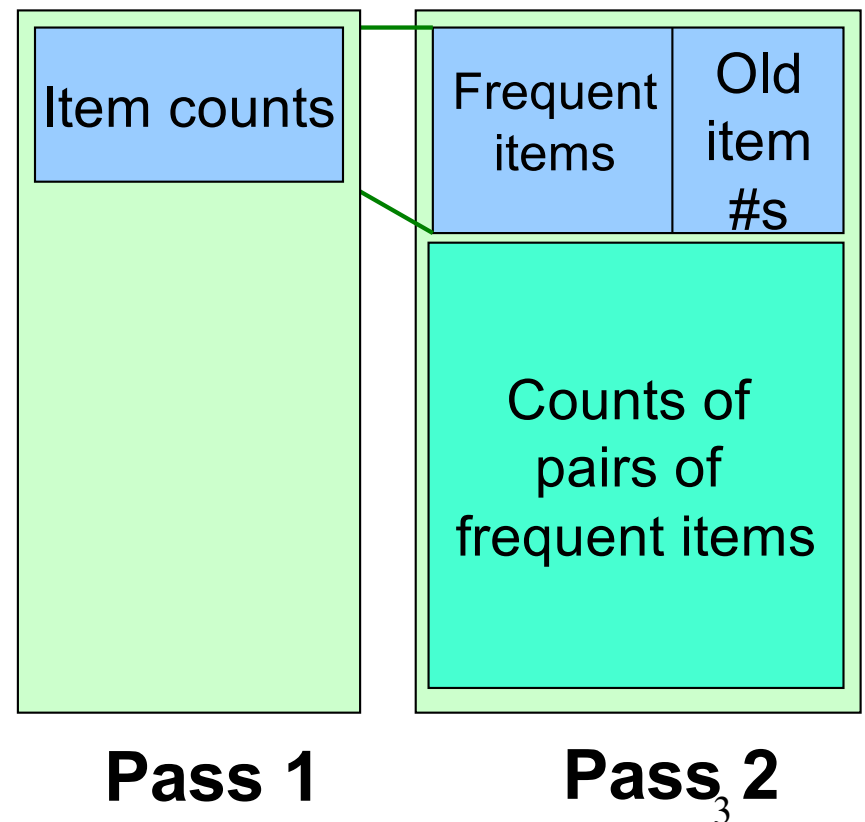 Item counts
Frequent
items
Old
item
#s
Counts of
pairs of
frequent items
Pass 1
Pass 2
3